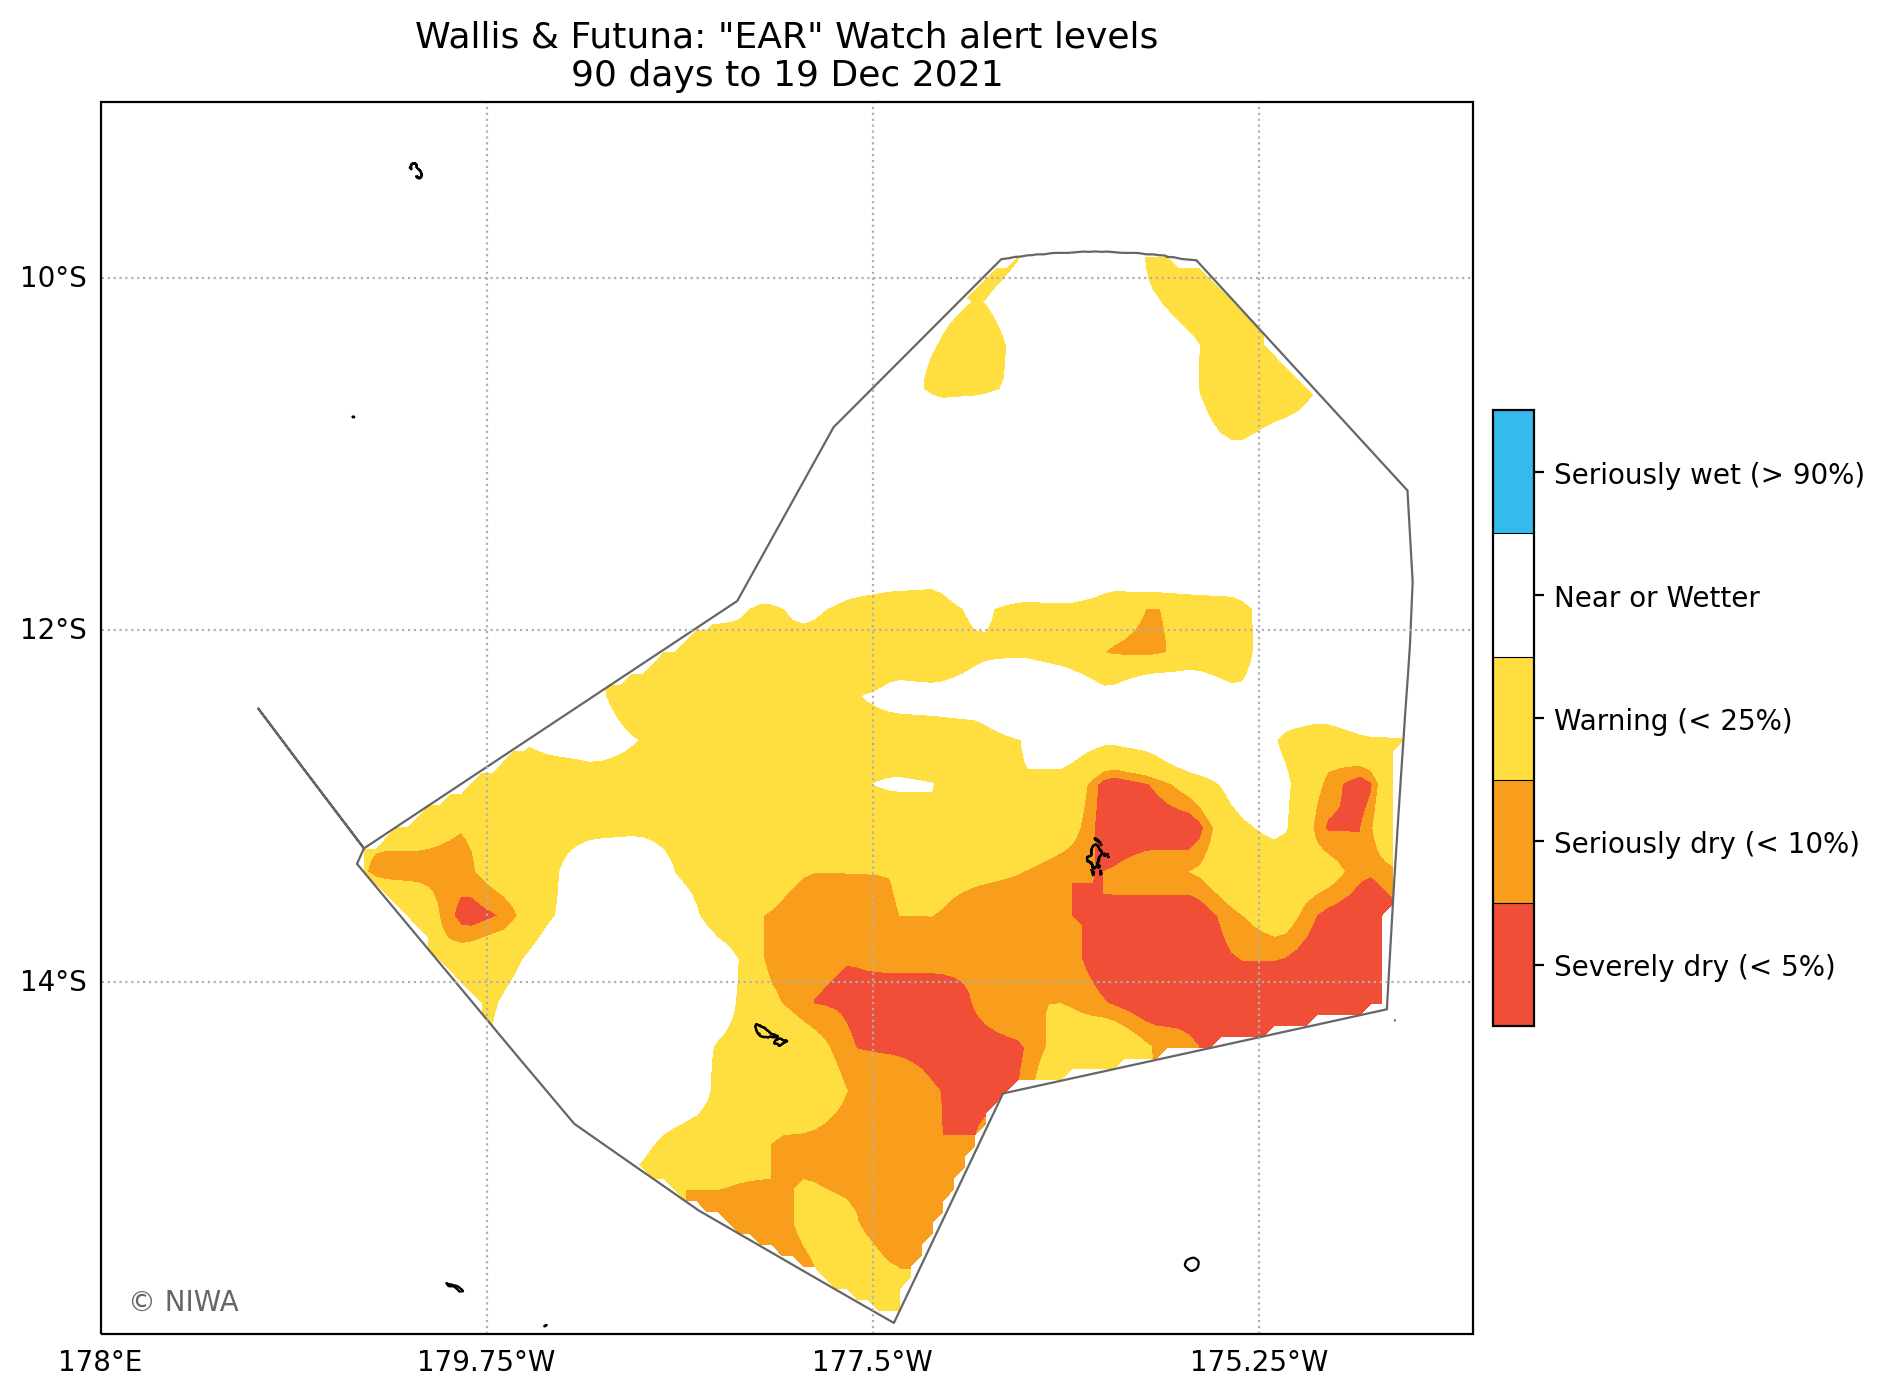 Wallis & Futuna: "EAR" Watch alert levels
90 days to 19 Dec 2021
10°S
12°S
14°S
178°E
179.75°W
177.5°W
175.25°W
Seriously wet (> 90%)
Near or Wetter
Warning (< 25%)
Seriously dry (< 10%)
Severely dry (< 5%)
© NIWA